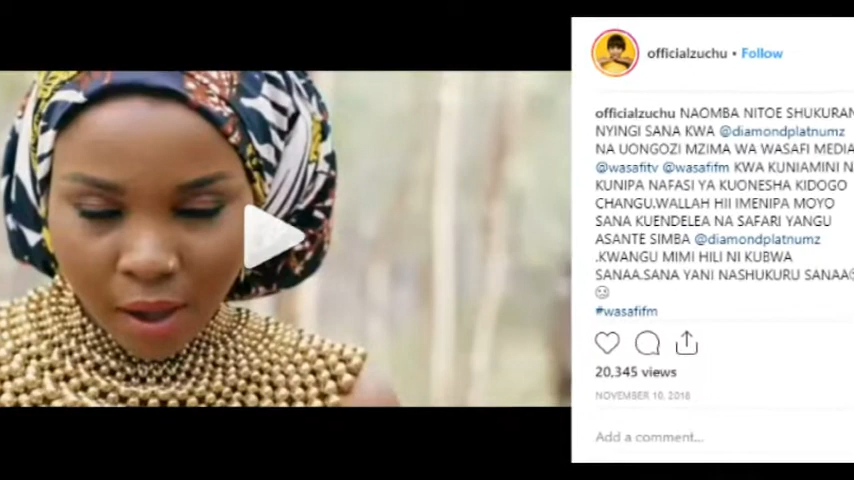 officialzuchu • Follow
officialzuchu NAOMBA NITOE SHUKURAN
NYINGI SANA KWA @diamondplatnumz
NA UONGOZI MZIMA WA WASAFI MEDIA
@wasafitv @wasafifm KWA KUNIAMINI N
KUNIPA NAFASI YA KUONESHA KIDOGO
CHANGU.WALLAH HII IMENIPA MOYO
SANA KUENDELEA NA SAFARI YANGU
ASANTE SIMBA @diamondplatnumz
.KWANGU MIMI HILI NI KUBWA
SANAA.SANA YANI NASHUKURU SANAA
#wasafifm
20,345 views
NOVEMBER 10, 2018
Add a comment...